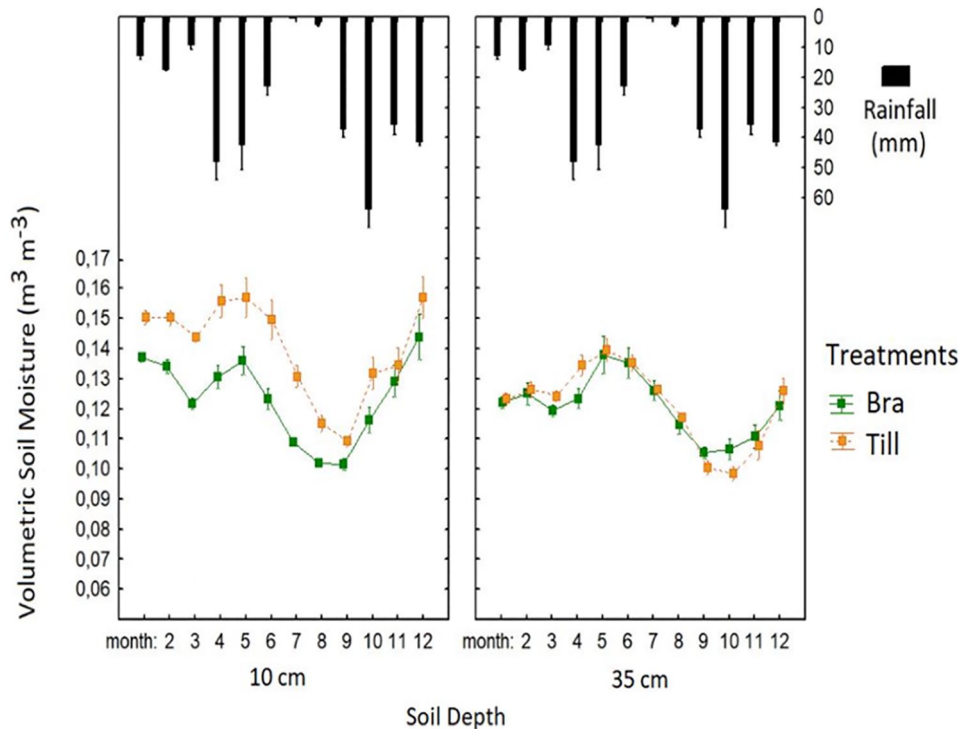 0
10
20
30
40
50
60
Rainfall
(mm)
Volumetric Soil Moisture (m³ m⁻³)
0,17
0,16
0,15
0,14
0,13
0,12
0,11
0,10
0,09
0,08
0,07
0,06
Treatments
Bra
Till
month: 2 3 4 5 6 7 8 9 10 11 12
month: 2 3 4 5 6 7 8 9 10 11 12
10 cm
35 cm
Soil Depth